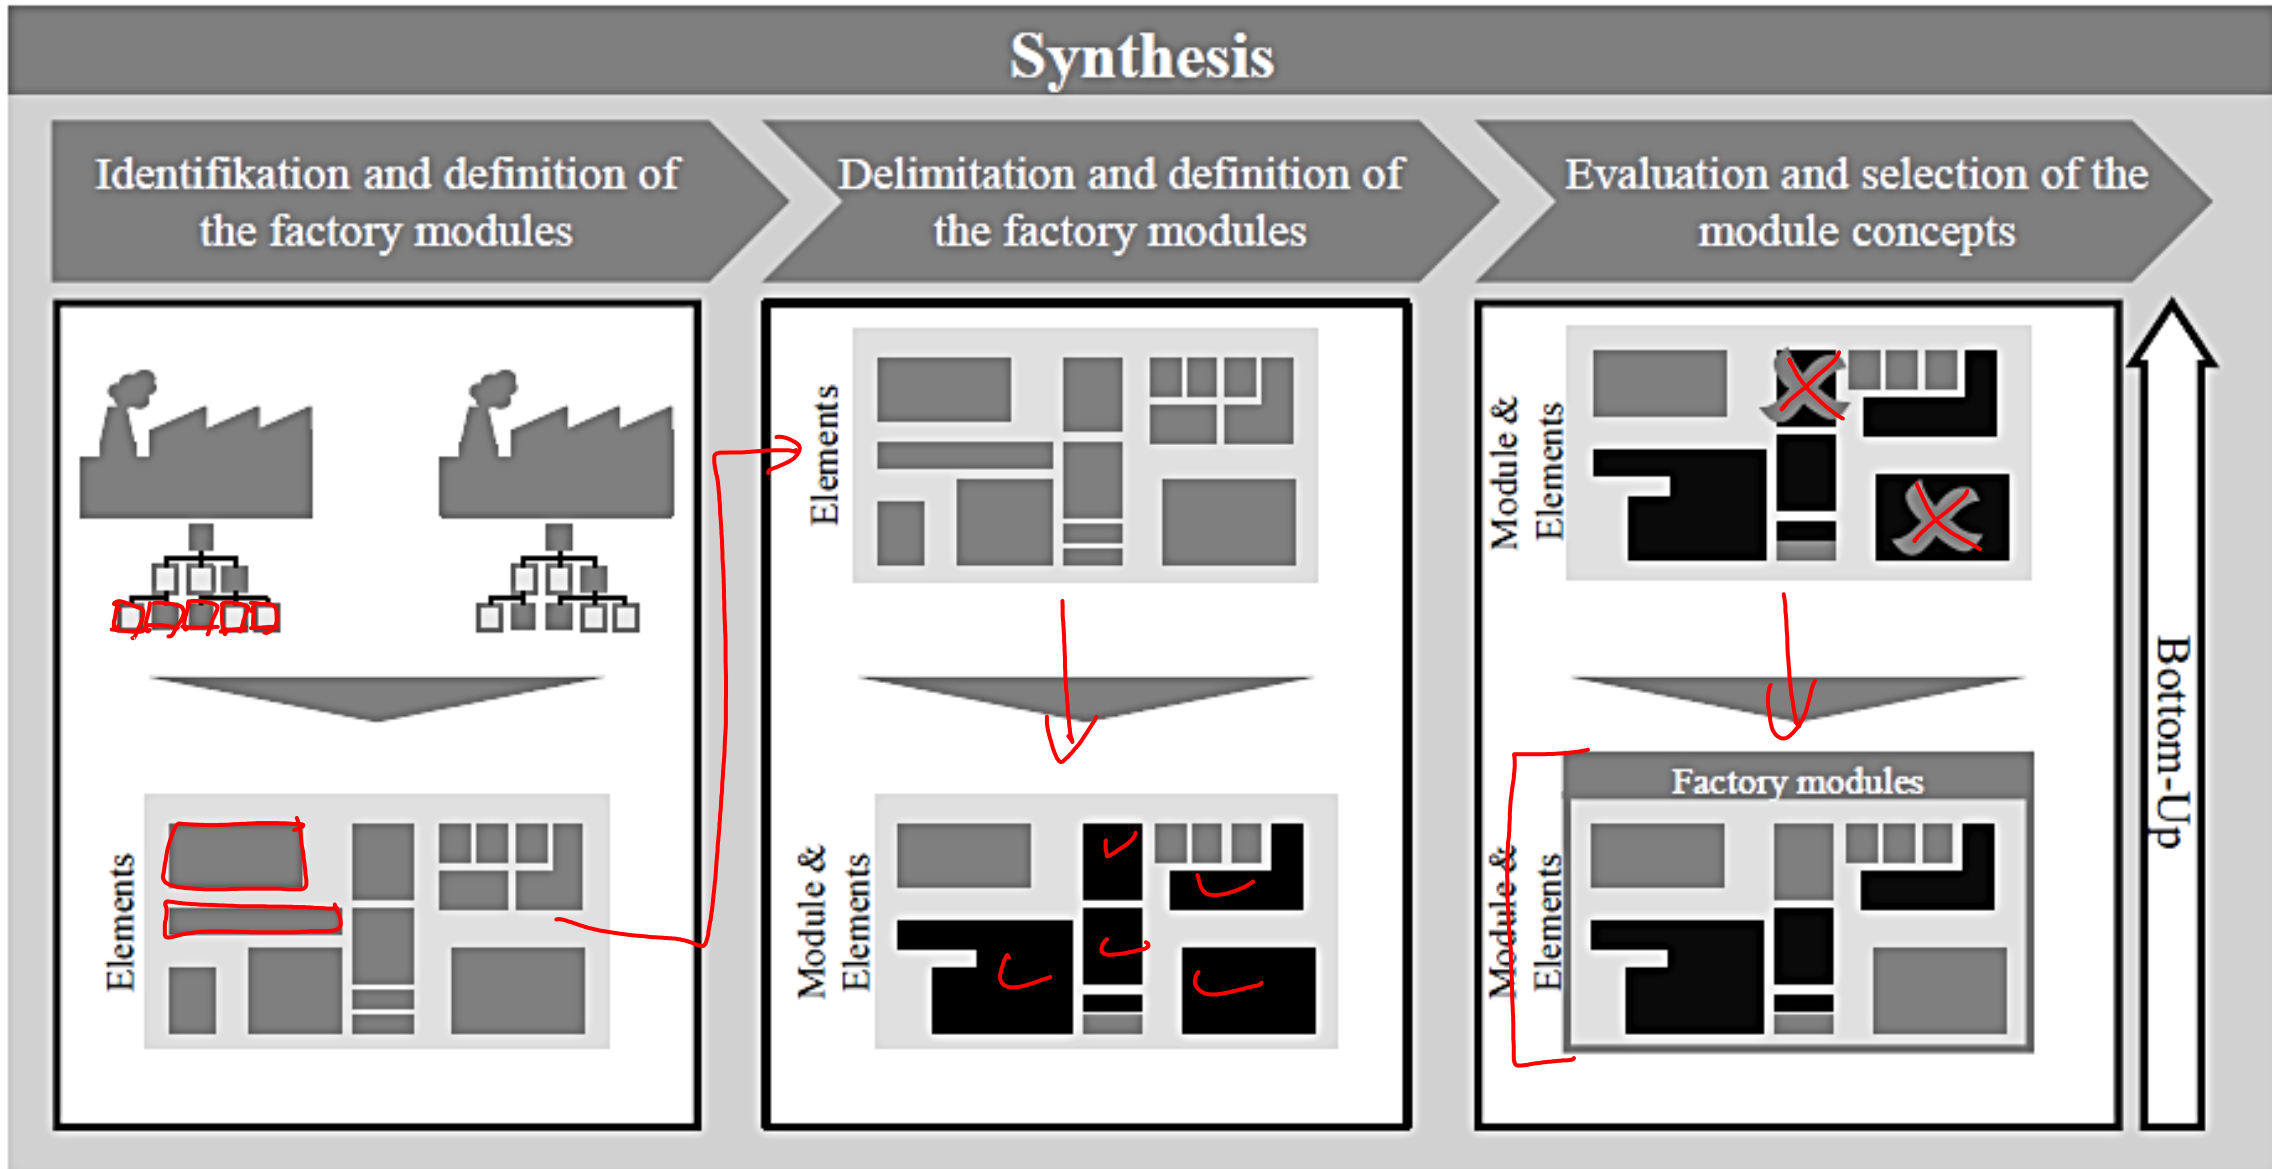 Synthesis
Identifikation and definition of
the factory modules
Delimitation and definition of
the factory modules
Evaluation and selection of the
module concepts
Elements
Elements
Module &
Elements
Module &
Elements
Factory modules
Module &
Elements
Bottom-Up